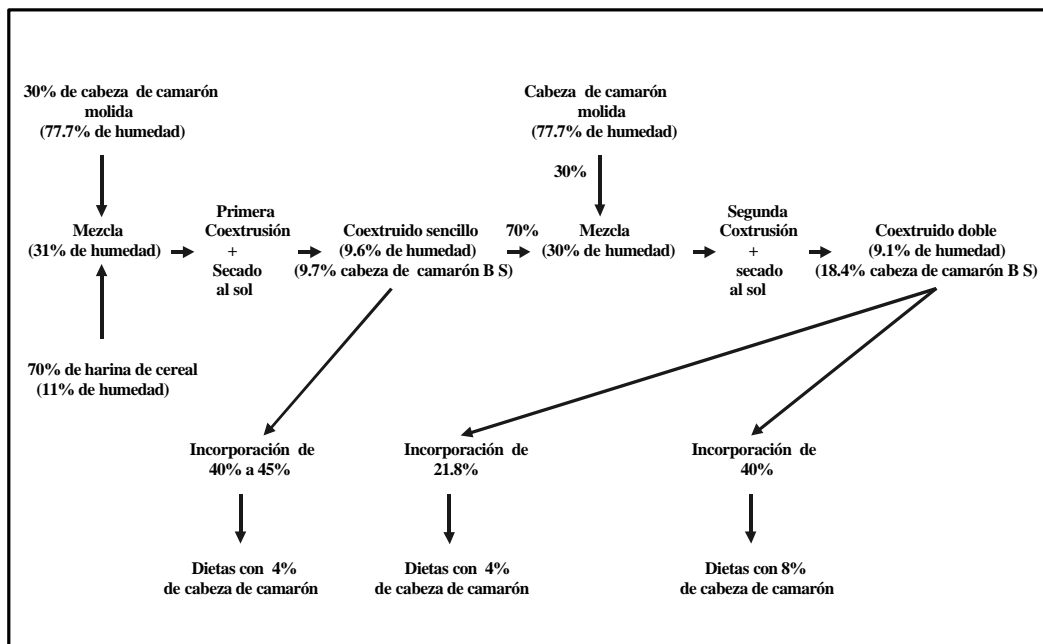 30% de cabeza de camarón
molida
(77.7% de humedad)
Cabeza de camarón
molida
(77.7% de humedad)
30%
Mezcla
(31% de humedad)
Primera
Coextrusión
+
Secado
al sol
Coextruido sencillo
(9.6% de humedad)
(9.7% cabeza de camarón B S)
70%
Mezcla
(30% de humedad)
Segunda
Coxtrusión
+
secado
al sol
Coextruido doble
(9.1% de humedad)
(18.4% cabeza de camarón B S)
70% de harina de cereal
(11% de humedad)
Incorporación de
40% a 45%
Incorporación de
21.8%
Incorporación de
40%
Dietas con 4%
de cabeza de camarón
Dietas con 4%
de cabeza de camarón
Dietas con 8%
de cabeza de camarón